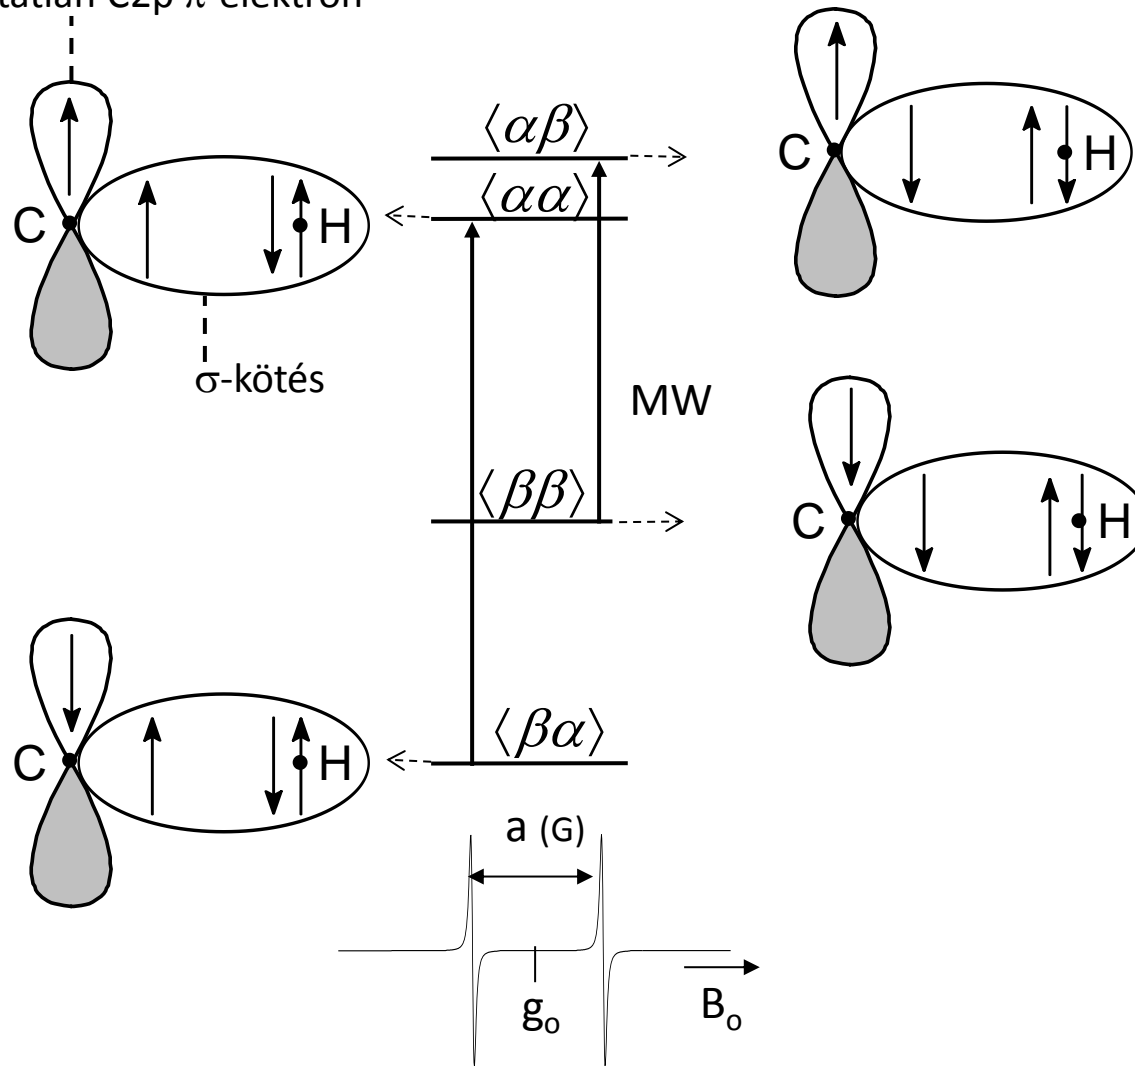 C2p π-elektron
⟨αβ⟩
C H
⟨αα⟩
C H
σ-kötés
MW
⟨ββ⟩
C H
⟨βα⟩
C H
a (G)
g₀
B₀